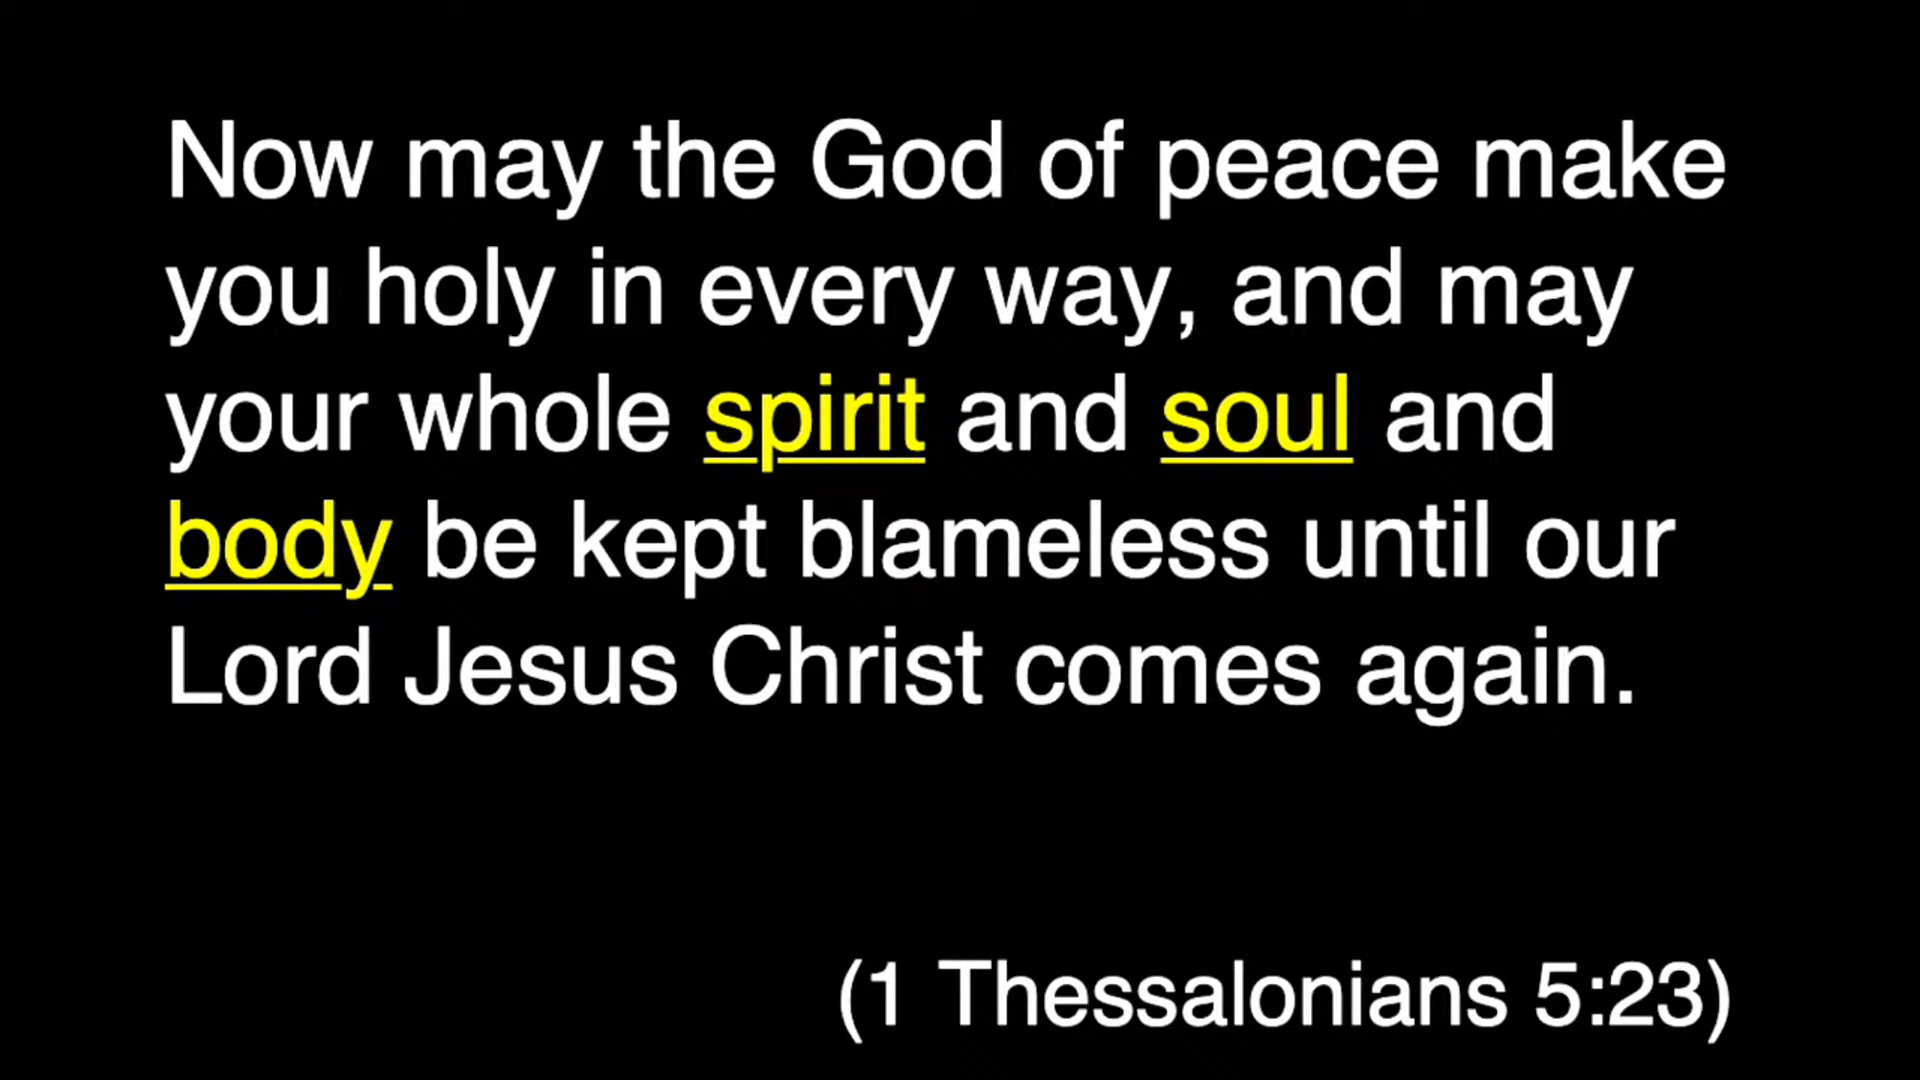 Now may the God of peace make
you holy in every way, and may
your whole spirit and soul and
body be kept blameless until our
Lord Jesus Christ comes again.
(1 Thessalonians 5:23)